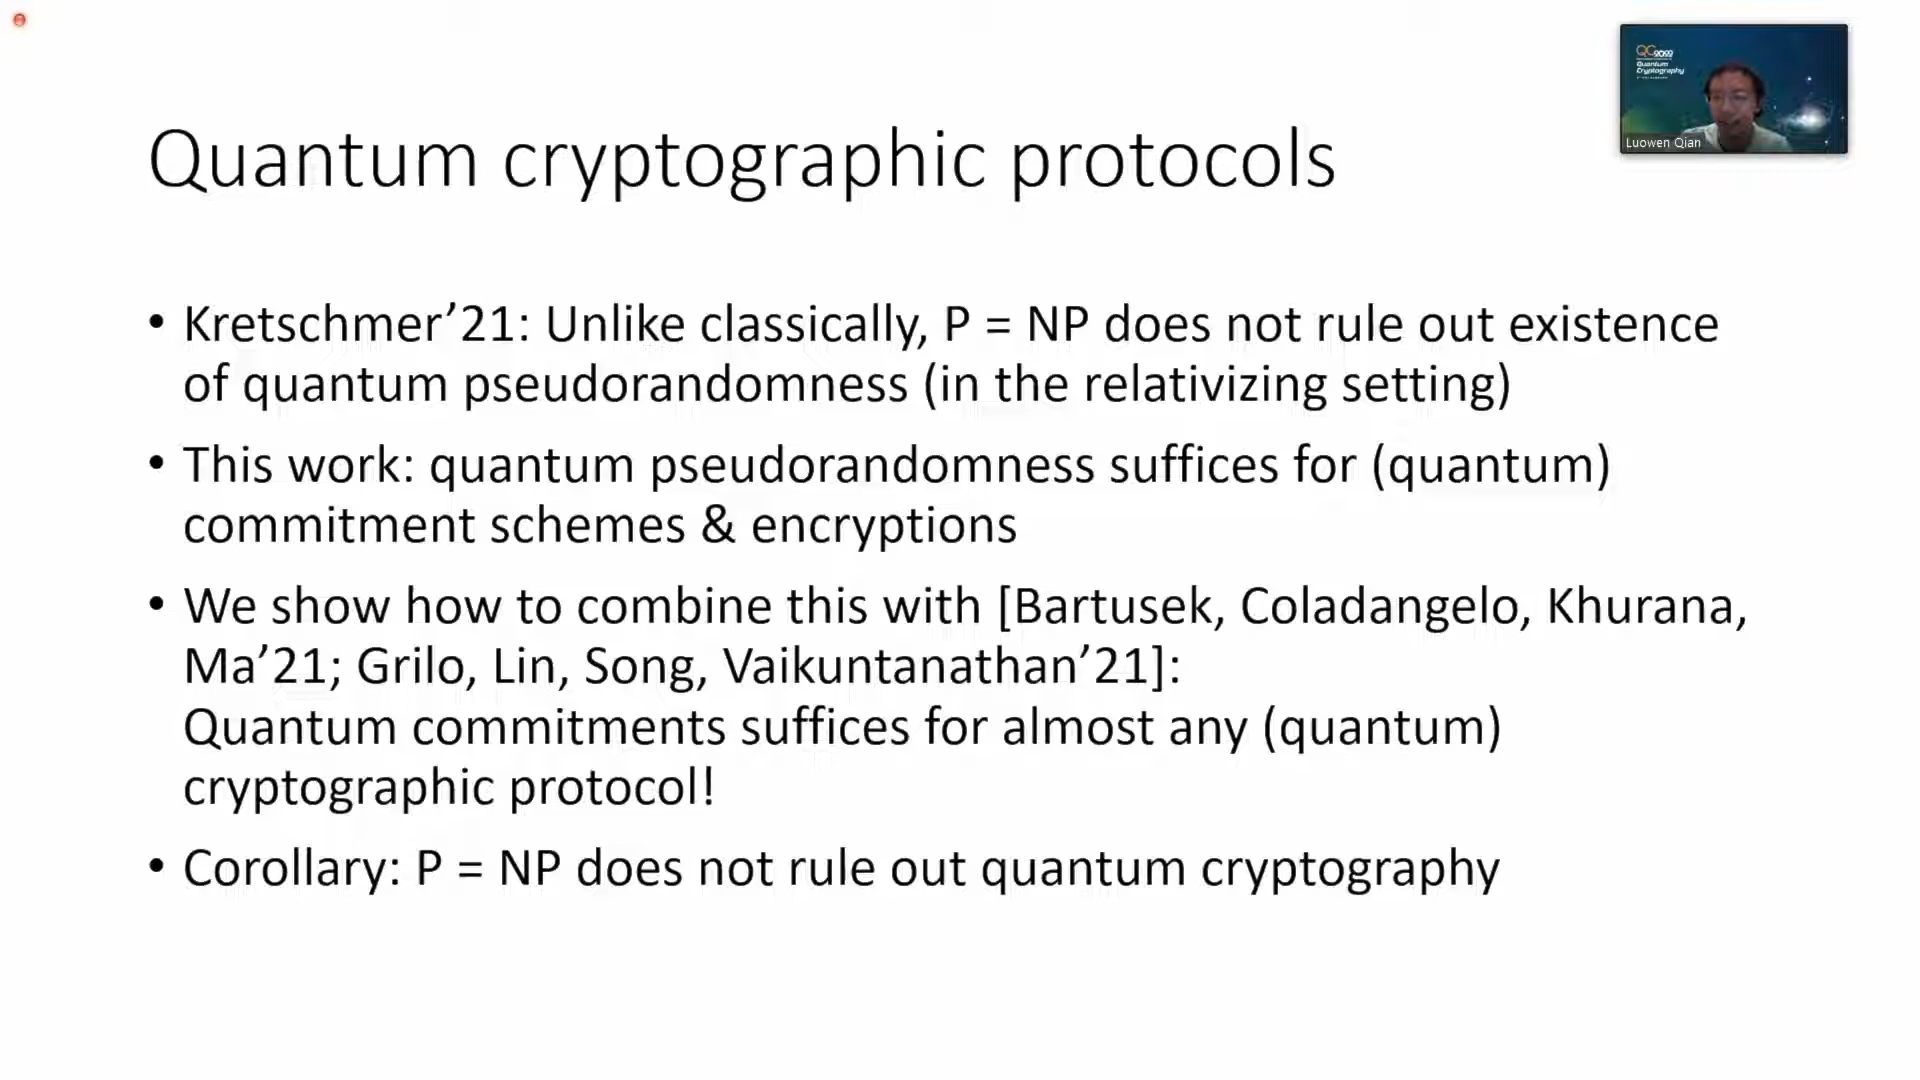 QC2022
Quantum
Cryptography
Luowen Qian
Quantum cryptographic protocols
• Kretschmer’21: Unlike classically, P = NP does not rule out existence
of quantum pseudorandomness (in the relativizing setting)
• This work: quantum pseudorandomness suffices for (quantum)
commitment schemes & encryptions
• We show how to combine this with [Bartusek, Coladangelo, Khurana,
Ma’21; Grilo, Lin, Song, Vaikuntanathan’21]:
Quantum commitments suffices for almost any (quantum)
cryptographic protocol!
• Corollary: P = NP does not rule out quantum cryptography